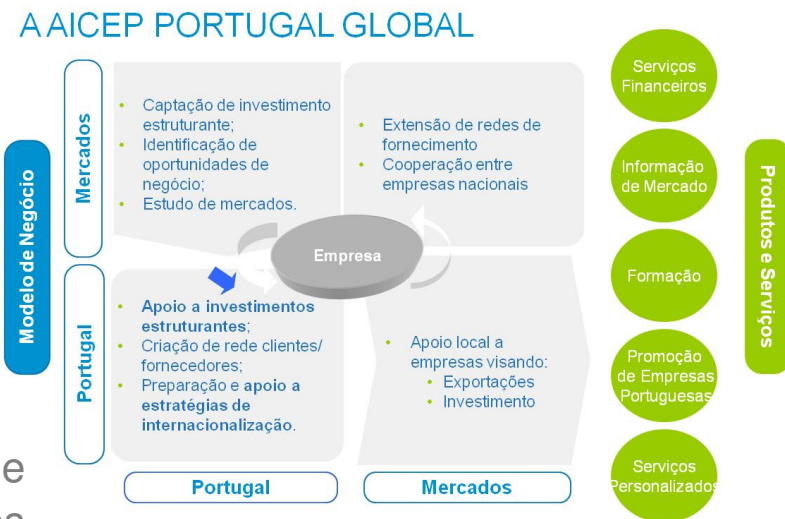 A AICEP PORTUGAL GLOBAL
Modelo de Negócio
Mercados
• Captação de investimento
estruturante;
• Identificação de
oportunidades de
negócio;
• Estudo de mercados.
• Extensão de redes de
fornecimento
• Cooperação entre
empresas nacionais
Empresa
Portugal
• Apoio a investimentos
estruturantes;
• Criação de rede clientes/
fornecedores;
• Preparação e apoio a
estratégias de
internacionalização.
• Apoio local a
empresas visando:
• Exportações
• Investimento
Portugal
Mercados
Serviços
Financeiros
Informação
de Mercado
Formação
Promoção
de Empresas
Portuguesas
Serviços
Personalizados
Produtos e Serviços
e